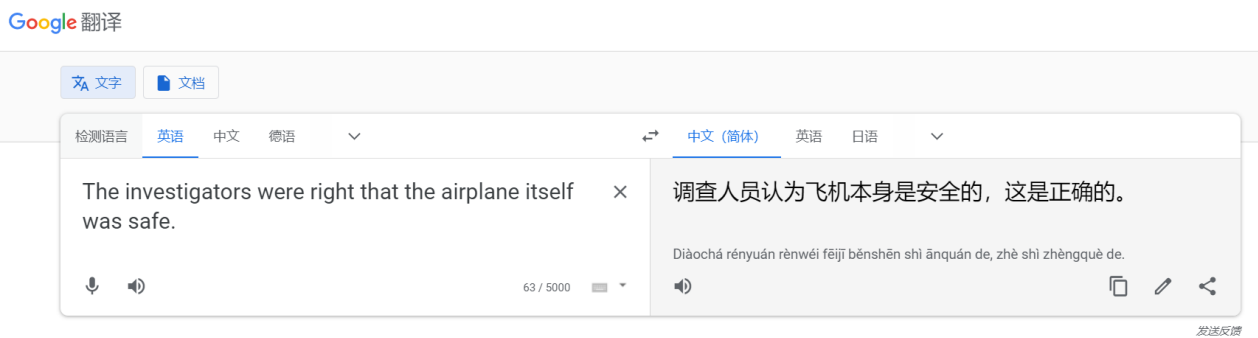 Google 翻译
文字 文档
检测语言 英语 中文 德语 中文（简体） 英语 日语
The investigators were right that the airplane itself
was safe.
调查人员认为飞机本身是安全的，这是正确的。
Diàochá rényuán rènwéi fēijī běnshēn shì ānquán de, zhè shì zhèngquè de.
63 / 5000
发送反馈